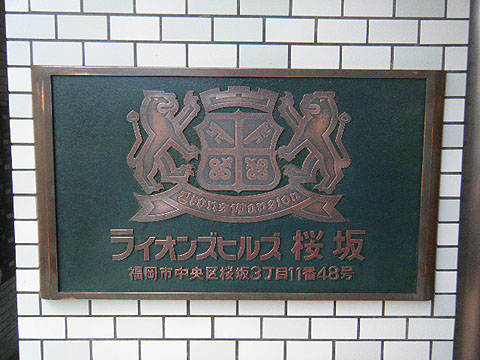 Lions Mansion
ライオンズヒルズ 桜坂
福岡市中央区桜坂3丁目11番48号